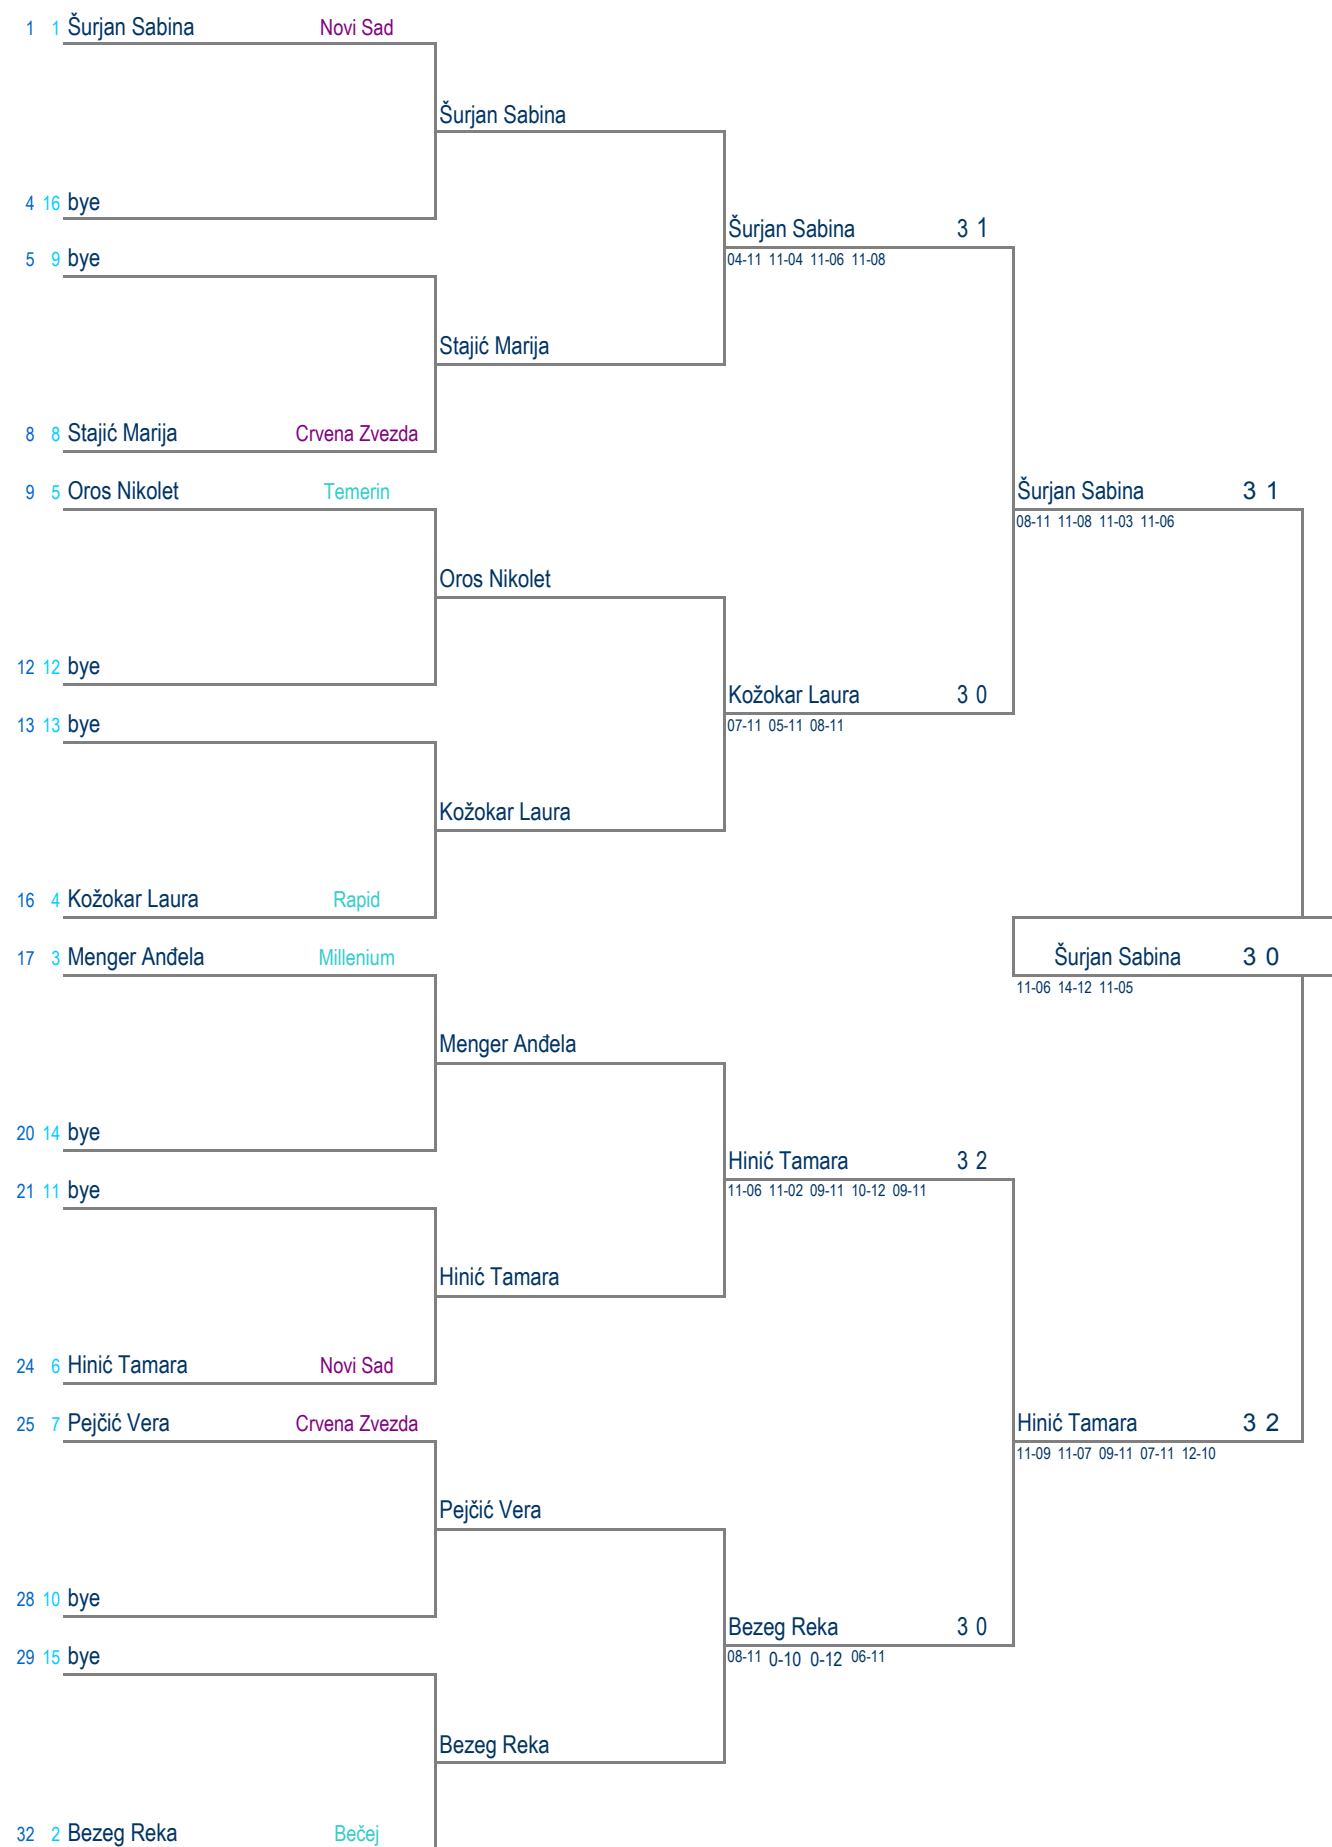 1 1 Šurjan Sabina Novi Sad
Šurjan Sabina
4 16 bye
Šurjan Sabina 3 1
5 9 bye
04-11 11-04 11-06 11-08
Stajić Marija
8 8 Stajić Marija Crvena Zvezda
9 5 Oros Nikolet Temerin
Šurjan Sabina 3 1
08-11 11-08 11-03 11-06
Oros Nikolet
12 12 bye
Kožokar Laura 3 0
13 13 bye
07-11 05-11 08-11
Kožokar Laura
16 4 Kožokar Laura Rapid
17 3 Menger Anđela Millenium
Šurjan Sabina 3 0
11-06 14-12 11-05
Menger Anđela
20 14 bye
Hinić Tamara 3 2
21 11 bye
11-06 11-02 09-11 10-12 09-11
Hinić Tamara
24 6 Hinić Tamara Novi Sad
25 7 Pejčić Vera Crvena Zvezda
Hinić Tamara 3 2
11-09 11-07 09-11 07-11 12-10
Pejčić Vera
28 10 bye
Bezeg Reka 3 0
29 15 bye
08-11 0-10 0-12 06-11
Bezeg Reka
32 2 Bezeg Reka Bečej